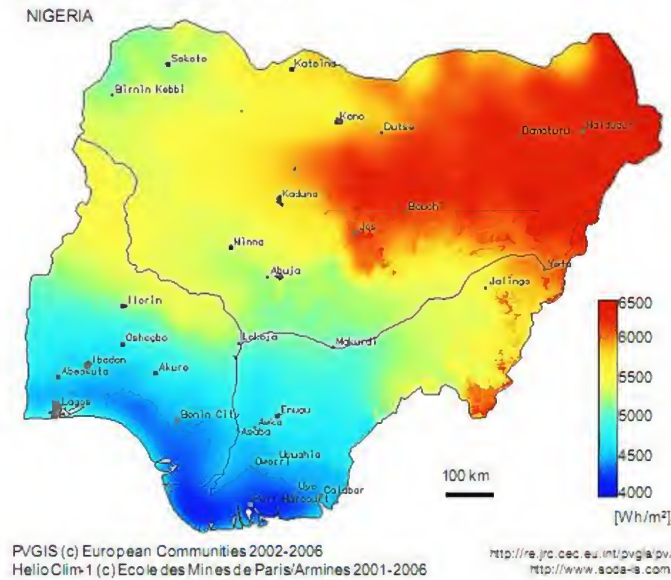 NIGERIA
Sokoto
Katsina
Birnin Kebbi
Kano
Dutse
Damaturu
Maiduguri
Kaduna
Bauchi
Jos
Minna
Abuja
Yola
Jalingo
Ilorin
Oshogbo
Lokoja
Makurdi
Ibadan
Abeokuta
Akure
Lagos
Benin City
Enugu
Awka
Asaba
Umuahia
Owerri
Uyo
Calabar
Port Harcourt
100 km
6500
6000
5500
5000
4500
4000
[Wh/m²]
PVGIS (c) European Communities 2002-2006
HelioClim-1 (c) Ecole des Mines de Paris/Armines 2001-2006
http://re.jrc.cec.eu.int/pvgis/pv/
http://www.soda-is.com/